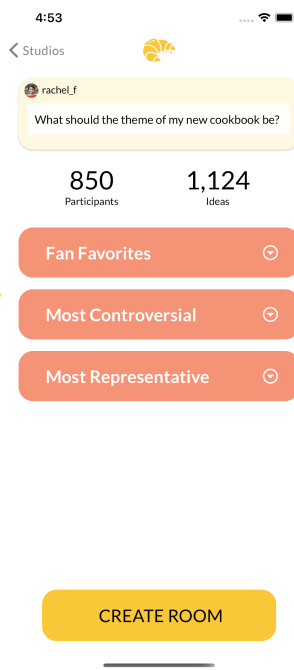 4:53
Studios
rachel_f
What should the theme of my new cookbook be?
850 1,124
Participants Ideas
Fan Favorites
Most Controversial
Most Representative
CREATE ROOM